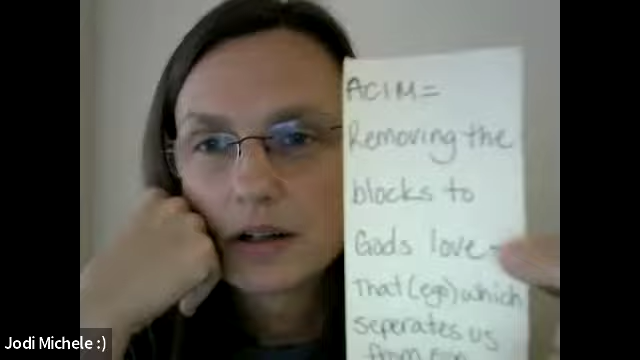 ACIM=
Removing the
blocks to
Gods love-
That(ego)which
seperates us
from
Jodi Michele :)